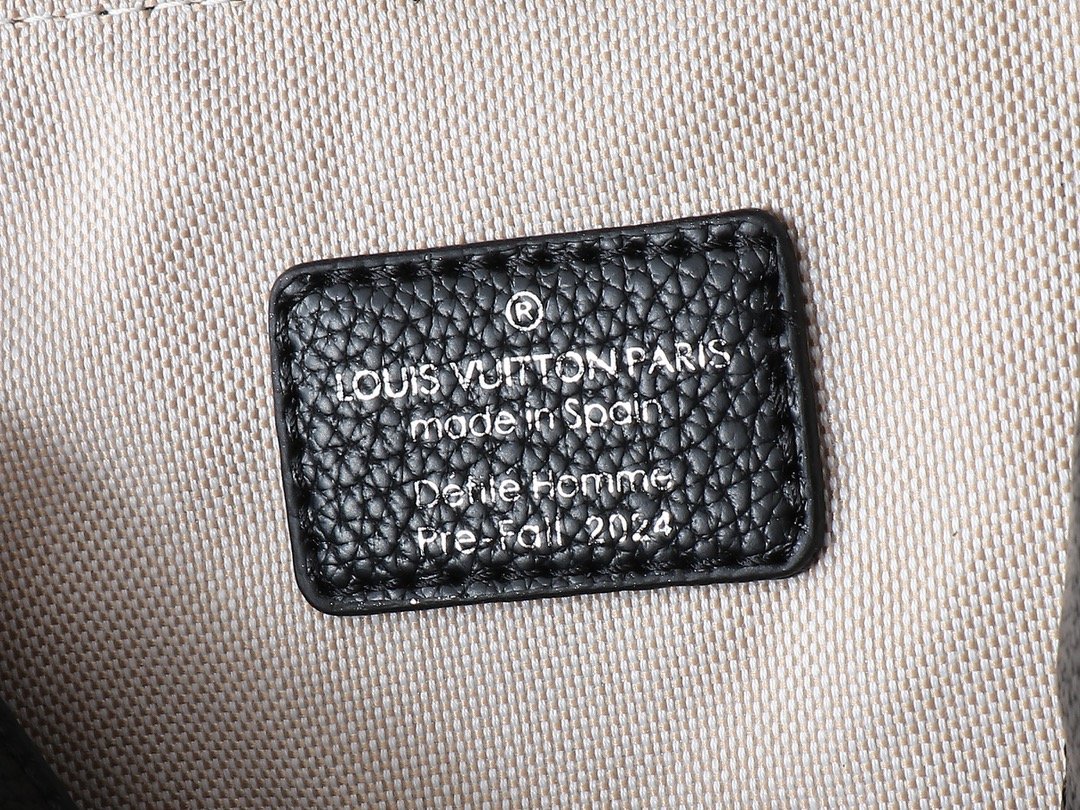 ®
LOUIS VUITTON PARIS
made in Spain
Defile Homme
Pre-Fall 2024